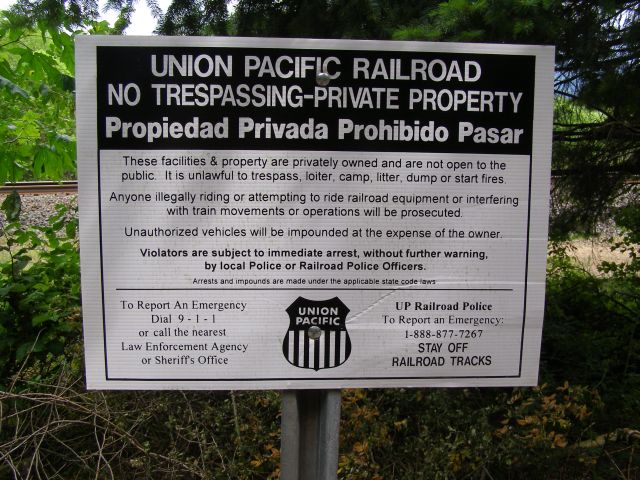 UNION PACIFIC RAILROAD
NO TRESPASSING-PRIVATE PROPERTY
Propiedad Privada Prohibido Pasar
These facilities & property are privately owned and are not open to the
public. It is unlawful to trespass, loiter, camp, litter, dump or start fires.
Anyone illegally riding or attempting to ride railroad equipment or interfering
with train movements or operations will be prosecuted.
Unauthorized vehicles will be impounded at the expense of the owner.
Violators are subject to immediate arrest, without further warning,
by local Police or Railroad Police Officers.
Arrests and impounds are made under the applicable state code laws
To Report An Emergency
Dial 9 - 1 - 1
or call the nearest
Law Enforcement Agency
or Sheriff's Office
UNION
PACIFIC
UP Railroad Police
To Report an Emergency:
1-888-877-7267
STAY OFF
RAILROAD TRACKS